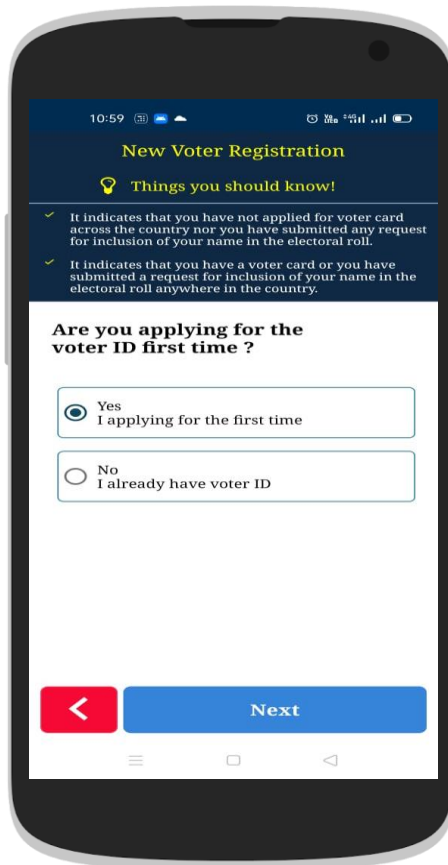 10:59
New Voter Registration
Things you should know!
It indicates that you have not applied for voter card
across the country nor you have submitted any request
for inclusion of your name in the electoral roll.
It indicates that you have a voter card or you have
submitted a request for inclusion of your name in the
electoral roll anywhere in the country.
Are you applying for the
voter ID first time ?
Yes
I applying for the first time
No
I already have voter ID
Next